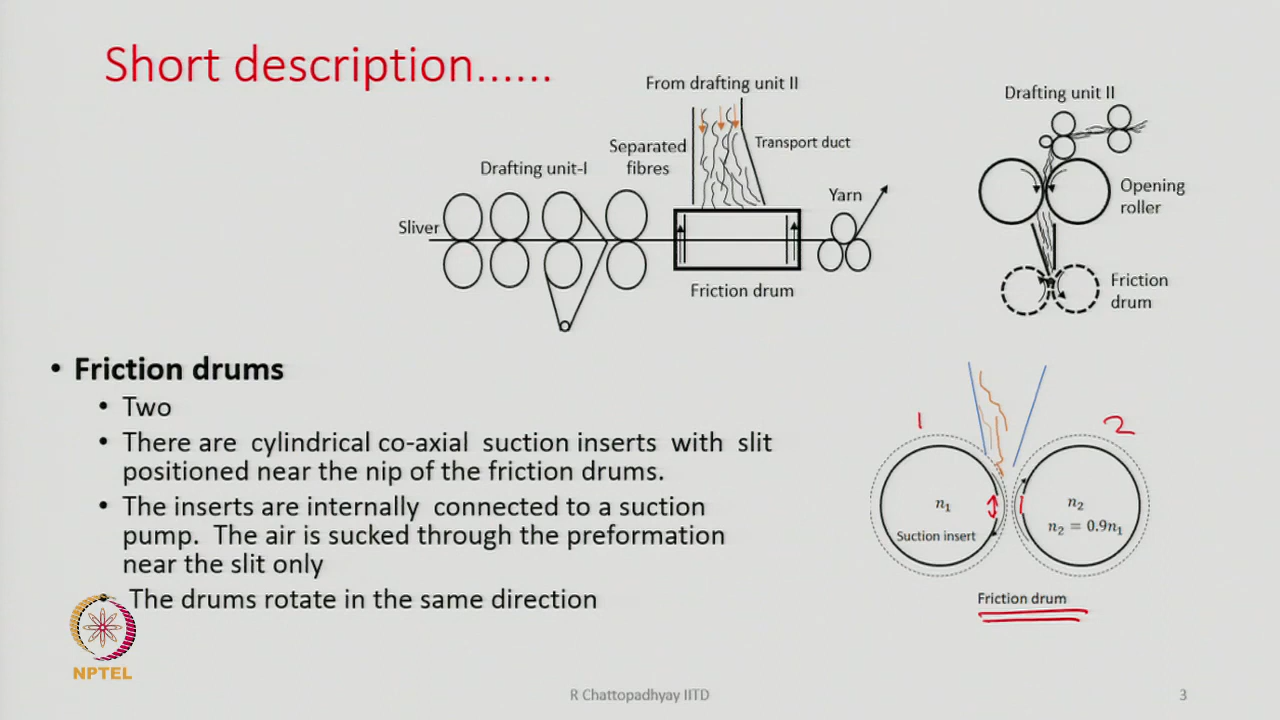 Short description......
From drafting unit II
Separated
fibres
Transport duct
Drafting unit-I
Yarn
Sliver
Friction drum
Drafting unit II
Opening
roller
Friction
drum
• Friction drums
• Two
• There are cylindrical co-axial suction inserts with slit
positioned near the nip of the friction drums.
• The inserts are internally connected to a suction
pump. The air is sucked through the preformation
near the slit only
The drums rotate in the same direction
1
2
n₁
Suction insert
n₂
n₂ = 0.9n₁
Friction drum
NPTEL
R Chattopadhyay IITD
3